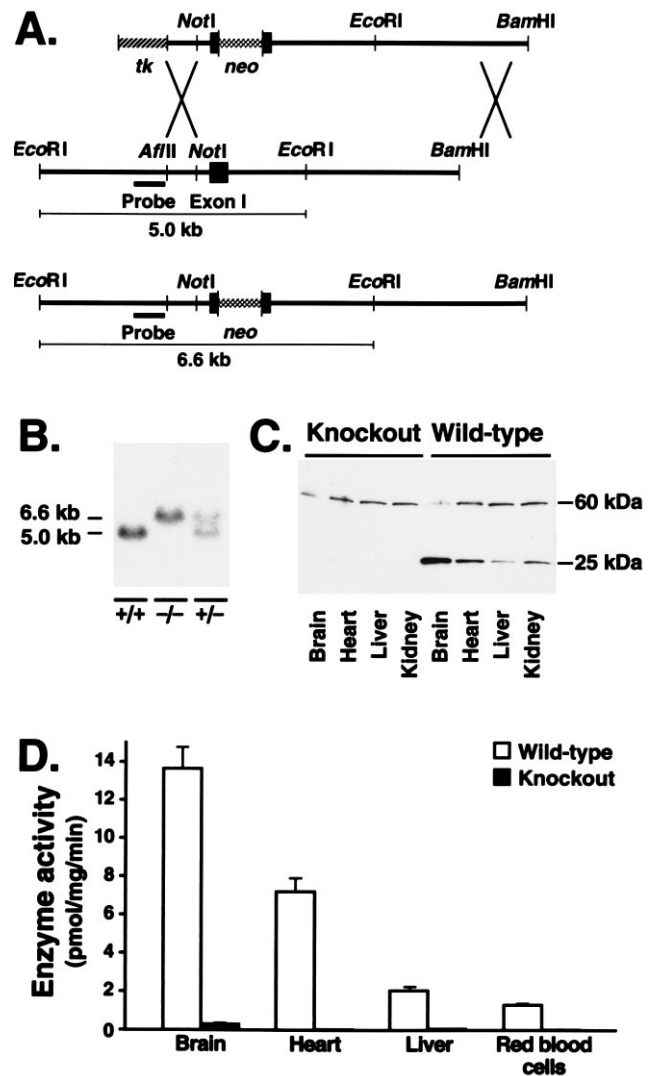 A.
NotI EcoRI BamHI
tk neo
EcoRI AflII NotI EcoRI BamHI
Probe Exon I
5.0 kb
EcoRI NotI EcoRI BamHI
Probe neo
6.6 kb
B.
6.6 kb
5.0 kb
+/+ –/– +/–
C.
Knockout Wild-type
60 kDa
25 kDa
Brain Heart Liver Kidney Brain Heart Liver Kidney
D.
Enzyme activity
(pmol/mg/min)
14
12
8
6
4
2
0
Wild-type
Knockout
Brain Heart Liver Red blood
cells